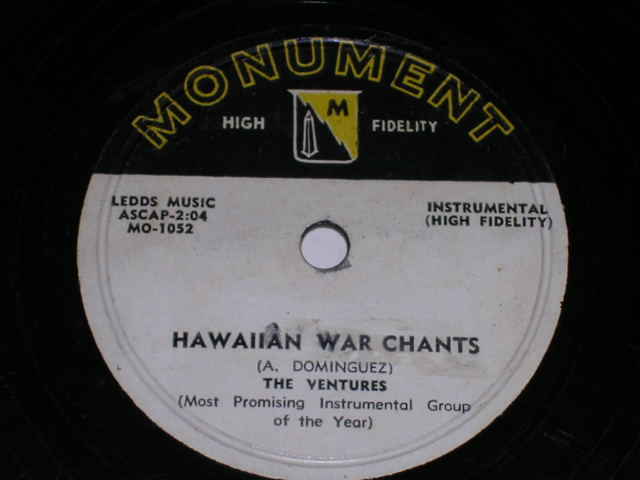 MONUMENT
HIGH M FIDELITY
LEDDS MUSIC
ASCAP-2:04
MO-1052
INSTRUMENTAL
(HIGH FIDELITY)
HAWAIIAN WAR CHANTS
(A. DOMINGUEZ)
THE VENTURES
(Most Promising Instrumental Group
of the Year)